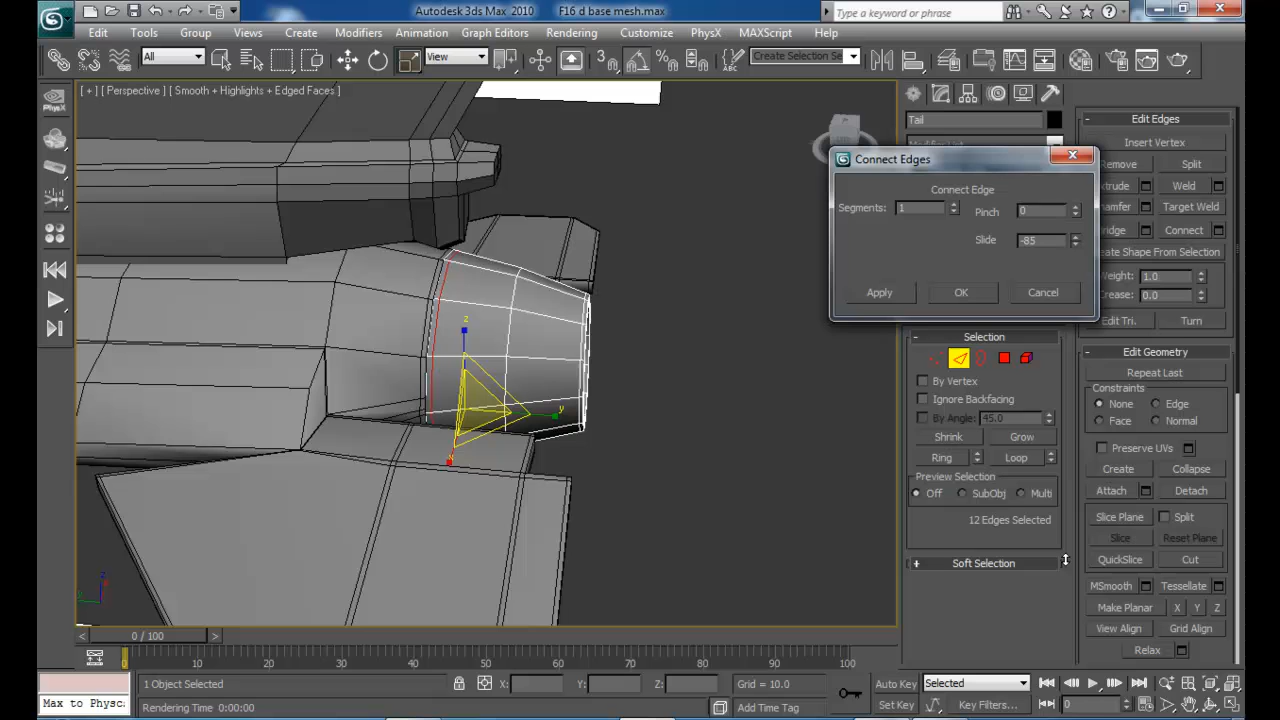 Autodesk 3ds Max 2010 F16 d base mesh.max
Type a keyword or phrase
Edit Tools Group Views Create Modifiers Animation Graph Editors Rendering Customize PhysX MAXScript Help
All View 3 Create Selection Se
[ + ] [ Perspective ] [ Smooth + Highlights + Edged Faces ]
PhysX
z
y
x
z
Tail
Modifier List
Connect Edges
Connect Edge
Segments: 1
Pinch 0
Slide -85
Apply OK Cancel
- Selection
By Vertex
Ignore Backfacing
By Angle: 45.0
Shrink Grow
Ring Loop
Preview Selection
Off SubObj Multi
12 Edges Selected
+ Soft Selection
- Edit Edges
Insert Vertex
Remove Split
Extrude Weld
Chamfer Target Weld
Bridge Connect
Create Shape From Selection
Weight: 1.0
Crease: 0.0
Edit Tri. Turn
- Edit Geometry
Repeat Last
Constraints
None Edge
Face Normal
Preserve UVs
Create Collapse
Attach Detach
Slice Plane Split
Slice Reset Plane
QuickSlice Cut
MSmooth Tessellate
Make Planar X Y Z
View Align Grid Align
Relax
< 0 / 100 >
0 10 20 30 40 50 60 70 80 90 100
1 Object Selected X: Y: Z: Grid = 10.0 Auto Key Selected
Max to Physc:
Rendering Time 0:00:00 Add Time Tag Set Key Key Filters... 0